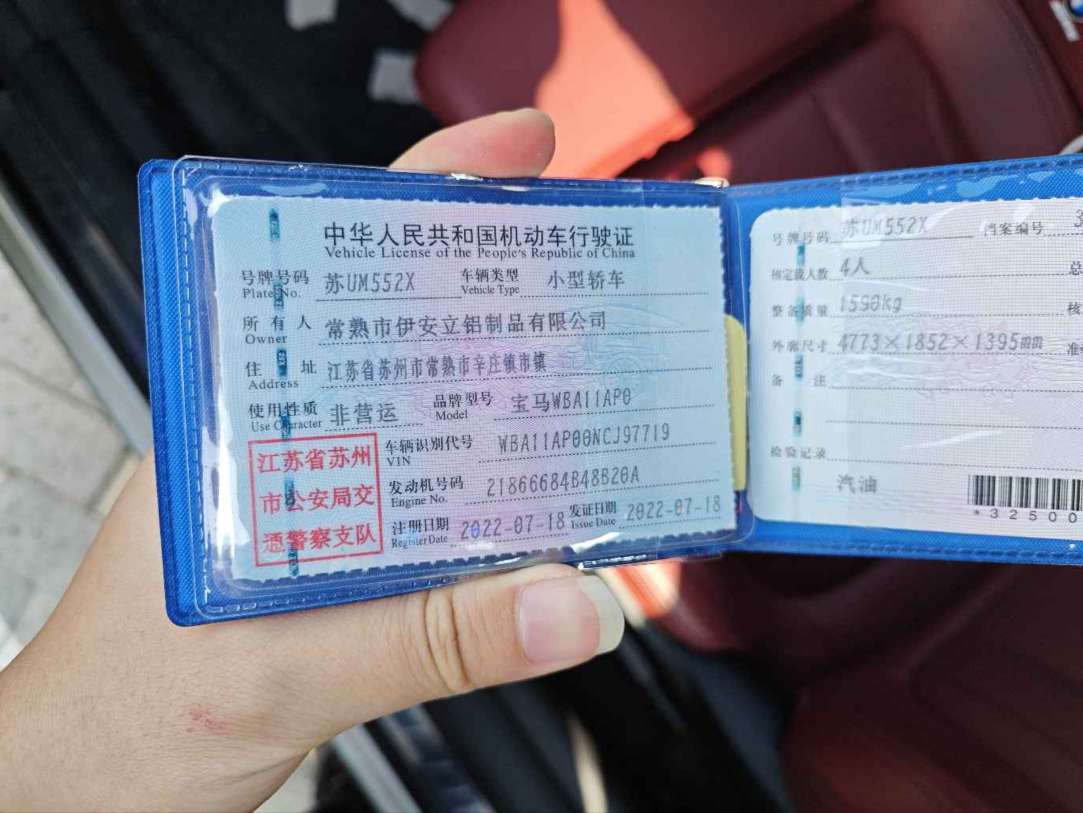 中华人民共和国机动车行驶证
Vehicle License of the People's Republic of China
号牌号码 苏UM552X 车辆类型 小型轿车
Plate No. Vehicle Type
所有人 常熟市伊安立铝制品有限公司
Owner
住址 江苏省苏州市常熟市辛庄镇市镇
Address
使用性质 非营运 品牌型号 宝马WBA11AP0
Use Character Model
车辆识别代号 WBA11AP00NCJ97719
VIN
发动机号码 21866684B48B20A
Engine No.
注册日期 2022-07-18 发证日期 2022-07-18
Register Date Issue Date
江苏省苏州
市公安局交
通警察支队
号牌号码 苏UM552X 档案编号 3
核定载人数 4人 总
整备质量 1590kg 核
外廓尺寸 4773×1852×1395mm 准
备注
检验记录
汽油
*32500